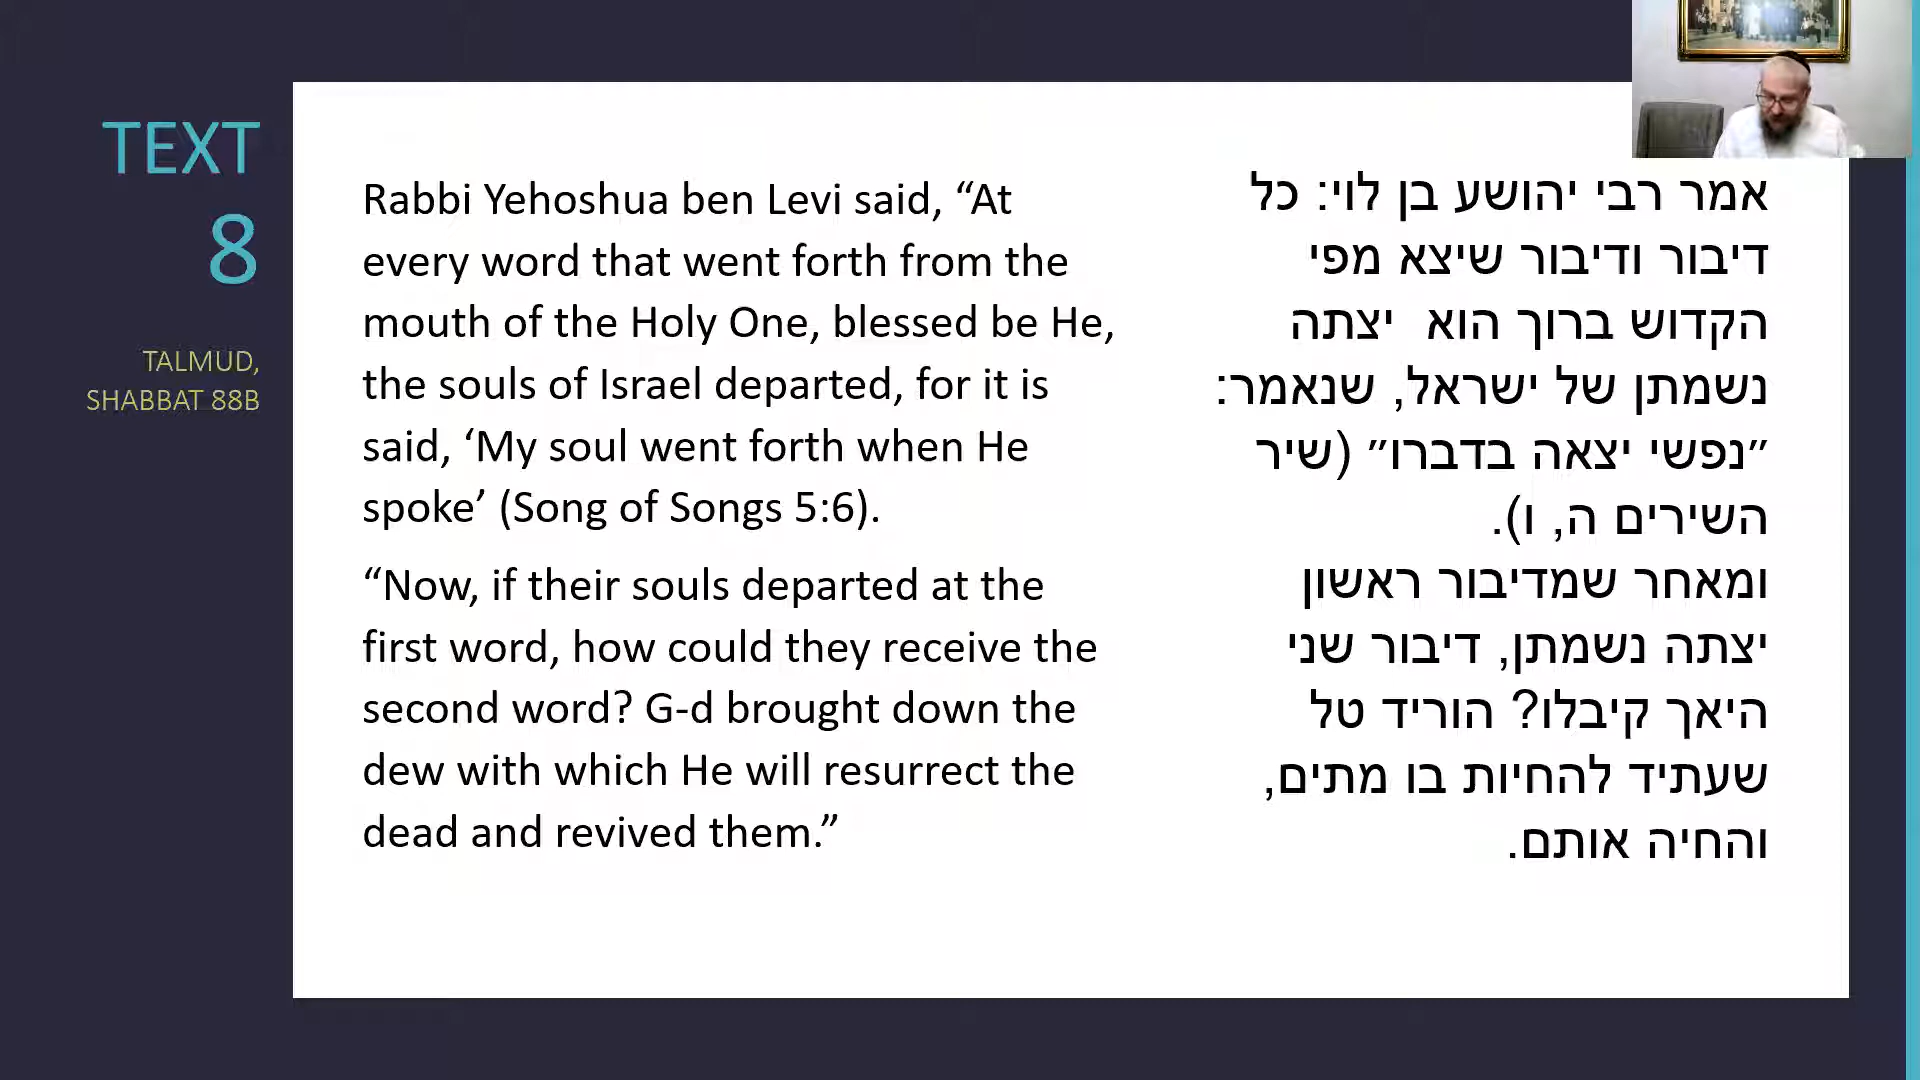 TEXT
8
TALMUD,
SHABBAT 88B
Rabbi Yehoshua ben Levi said, “At
every word that went forth from the
mouth of the Holy One, blessed be He,
the souls of Israel departed, for it is
said, ‘My soul went forth when He
spoke’ (Song of Songs 5:6).
“Now, if their souls departed at the
first word, how could they receive the
second word? G-d brought down the
dew with which He will resurrect the
dead and revived them.”
אמר רבי יהושע בן לוי: כל
דיבור ודיבור שיצא מפי
הקדוש ברוך הוא יצתה
נשמתן של ישראל, שנאמר:
״נפשי יצאה בדברו״ (שיר
השירים ה, ו).
ומאחר שמדיבור ראשון
יצתה נשמתן, דיבור שני
היאך קיבלו? הוריד טל
שעתיד להחיות בו מתים,
והחיה אותם.